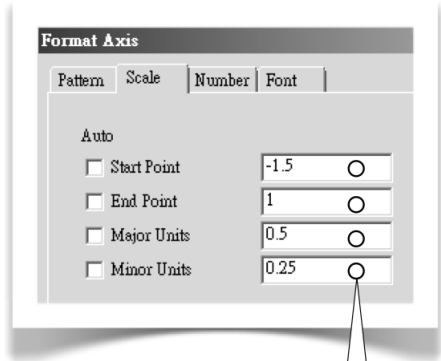 Format Axis
Pattern Scale Number Font
Auto
Start Point -1.5
End Point 1
Major Units 0.5
Minor Units 0.25